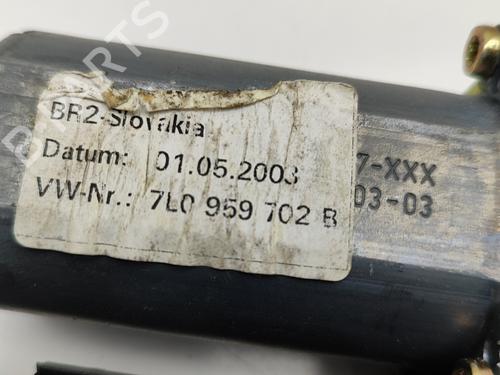 BR2-Slovakia
Datum: 01.05.2003
VW-Nr.: 7L0 959 702 B
7-XXX
03-03